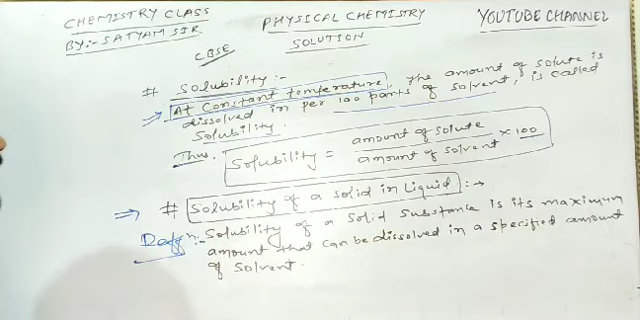 CHEMISTRY CLASS
BY:- SATYAM SIR
CBSE
PHYSICAL CHEMISTRY
SOLUTION
YOUTUBE CHANNEL
# Solubility :-
⇒ At constant temperature, the amount of solute is
dissolved in per 100 parts of solvent, is called
Solubility.
Thus, Solubility = amount of solute / amount of solvent × 100
⇒ # Solubility of a solid in Liquid :→
Defⁿ:- Solubility of a solid substance is its maximum
amount that can be dissolved in a specified amount
of solvent.